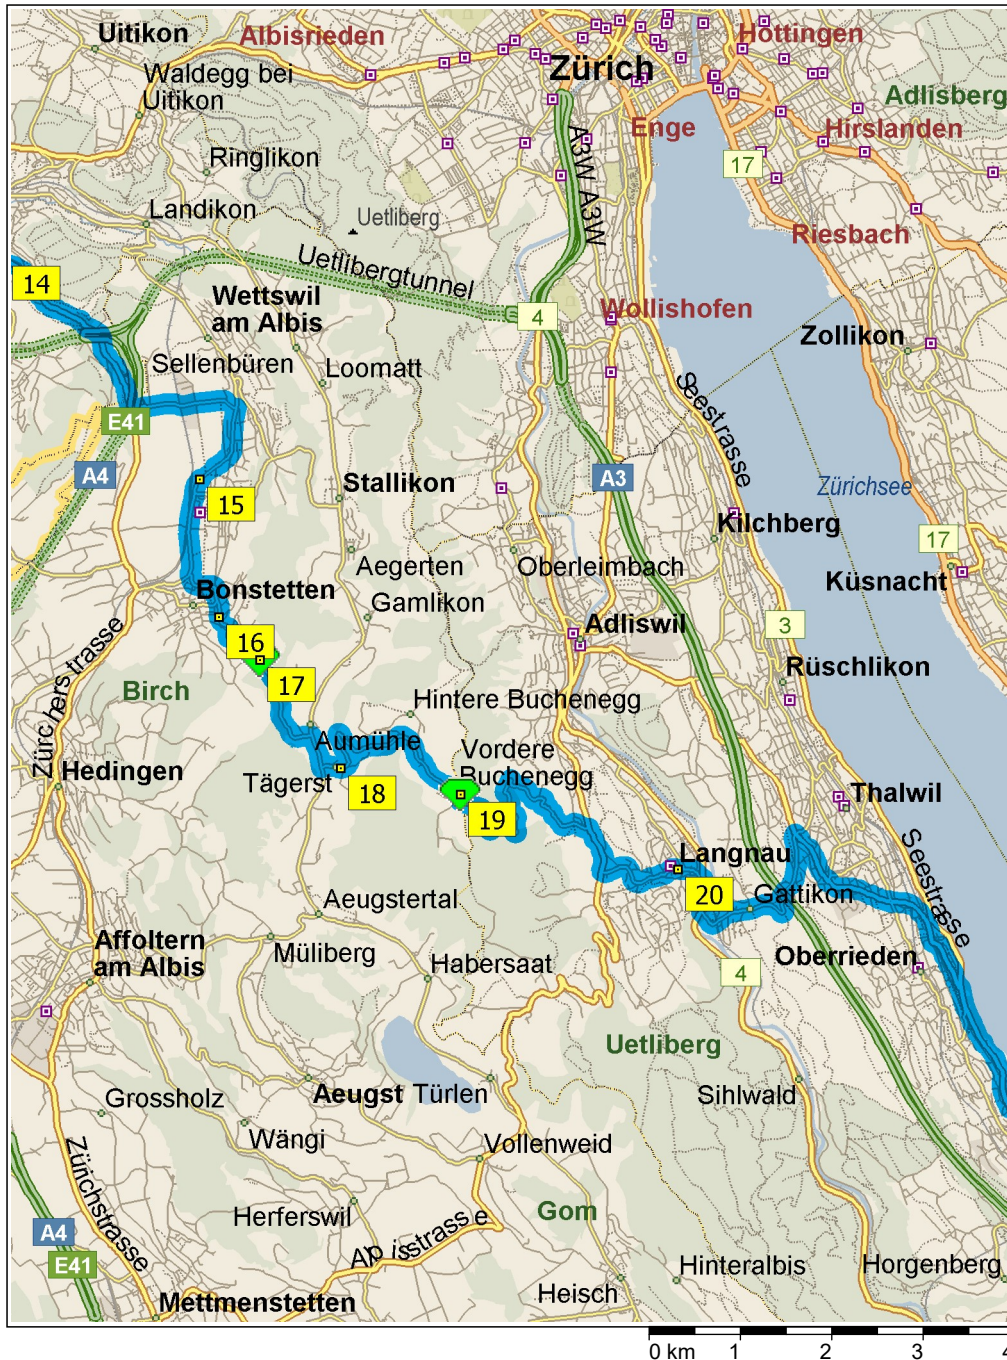 Uitikon
Albisrieden
Höttingen
Zürich
Waldegg bei
Uitikon
Adlisberg
Enge
Hirslanden
A3W A3W
Ringlikon
17
Landikon
Uetliberg
Riesbach
Uetlibergtunnel
14
Wettswil
am Albis
Wollishofen
4
Zollikon
Sellenbüren
Loomatt
Seestrasse
E41
A4
Stallikon
A3
Zürichsee
15
Kilchberg
17
Aegerten
Oberleimbach
Küsnacht
Bonstetten
Gamlikon
Adliswil
3
16
Rüschlikon
Zürcherstrasse
Birch
17
Hintere Buchenegg
Aumühle
Vordere
Buchenegg
Hedingen
Tägerst
18
Thalwil
19
Seestrasse
Langnau
20
Gattikon
Aeugstertal
Affoltern
am Albis
Müliberg
Habersaat
Oberrieden
4
Uetliberg
Grossholz
Aeugst
Türlen
Sihlwald
Wängi
Vollenweid
Zürichstrasse
Herferswil
Gom
A4
E41
Albisstrasse
Hinteralbis
Horgenberg
Heisch
Mettmenstetten
0 km 1 2 3 4